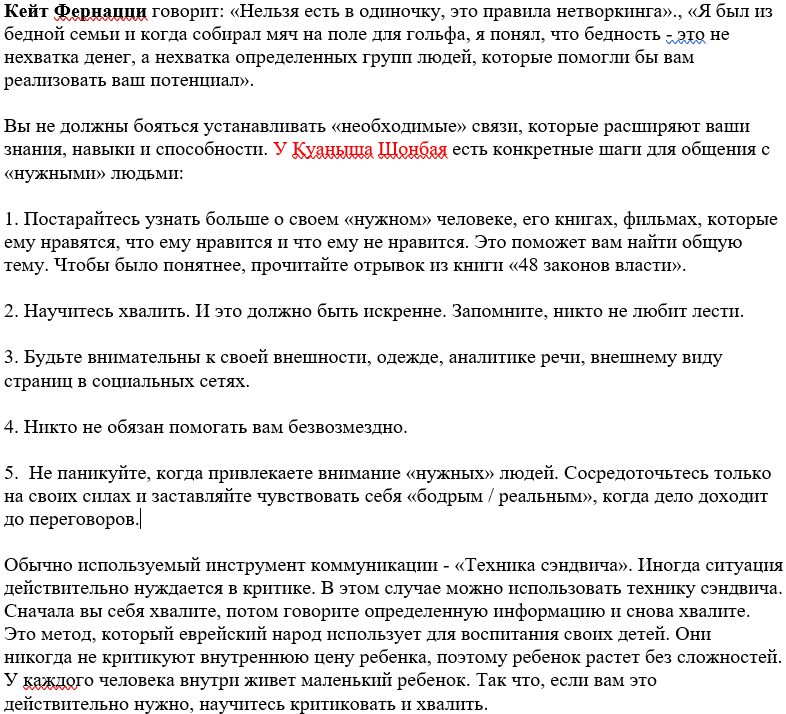 Кейт Фернаппи говорит: «Нельзя есть в одиночку, это правила нетворкинга»., «Я был из
бедной семьи и когда собирал мяч на поле для гольфа, я понял, что бедность - это не
нехватка денег, а нехватка определенных групп людей, которые помогли бы вам
реализовать ваш потенциал».
Вы не должны бояться устанавливать «необходимые» связи, которые расширяют ваши
знания, навыки и способности. У Куаныша Шонбая есть конкретные шаги для общения с
«нужными» людьми:
1. Постарайтесь узнать больше о своем «нужном» человеке, его книгах, фильмах, которые
ему нравятся, что ему нравится и что ему не нравится. Это поможет вам найти общую
тему. Чтобы было понятнее, прочитайте отрывок из книги «48 законов власти».
2. Научитесь хвалить. И это должно быть искренне. Запомните, никто не любит лести.
3. Будьте внимательны к своей внешности, одежде, аналитике речи, внешнему виду
страниц в социальных сетях.
4. Никто не обязан помогать вам безвозмездно.
5. Не паникуйте, когда привлекаете внимание «нужных» людей. Сосредоточьтесь только
на своих силах и заставляйте чувствовать себя «бодрым / реальным», когда дело доходит
до переговоров.
Обычно используемый инструмент коммуникации - «Техника сэндвича». Иногда ситуация
действительно нуждается в критике. В этом случае можно использовать технику сэндвича.
Сначала вы себя хвалите, потом говорите определенную информацию и снова хвалите.
Это метод, который еврейский народ использует для воспитания своих детей. Они
никогда не критикуют внутреннюю цену ребенка, поэтому ребенок растет без сложностей.
У каждого человека внутри живет маленький ребенок. Так что, если вам это
действительно нужно, научитесь критиковать и хвалить.